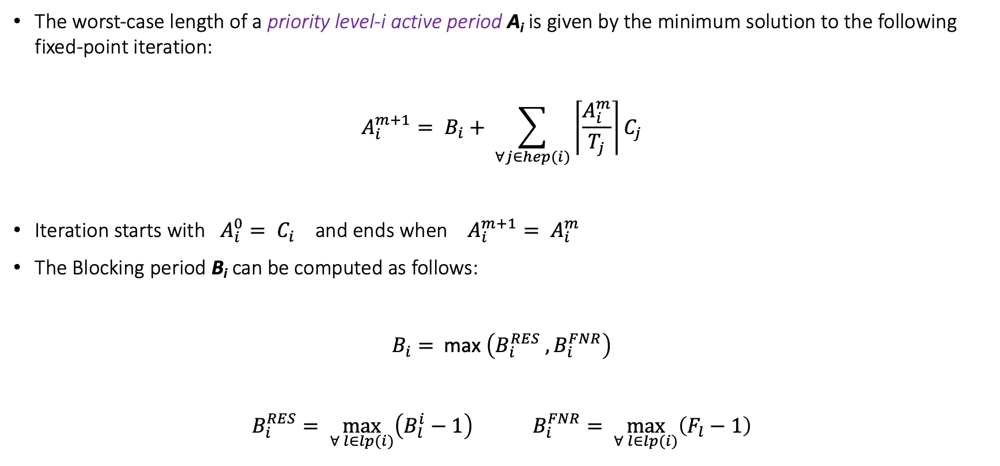 • The worst-case length of a priority level-i active period Aᵢ is given by the minimum solution to the following
fixed-point iteration:
$A_i^{m+1} = B_i + \sum_{\forall j \in hep(i)} \left\lceil \frac{A_i^m}{T_j} \right\rceil C_j$
• Iteration starts with $A_i^0 = C_i$ and ends when $A_i^{m+1} = A_i^m$
• The Blocking period Bᵢ can be computed as follows:
$B_i = \max \left( B_i^{RES}, B_i^{FNR} \right)$
$B_i^{RES} = \max_{\forall l \in lp(i)} \left( B_l^i - 1 \right)$ $B_i^{FNR} = \max_{\forall l \in lp(i)} \left( F_l - 1 \right)$